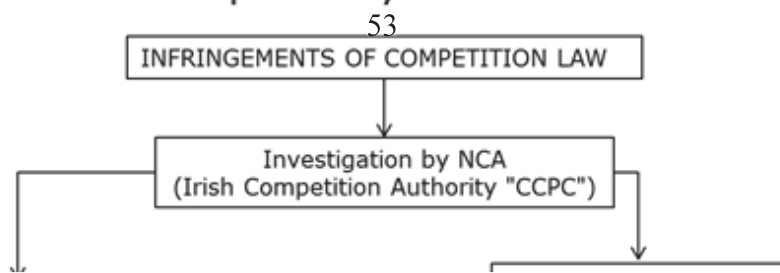 53
INFRINGEMENTS OF COMPETITION LAW
Investigation by NCA
(Irish Competition Authority "CCPC")